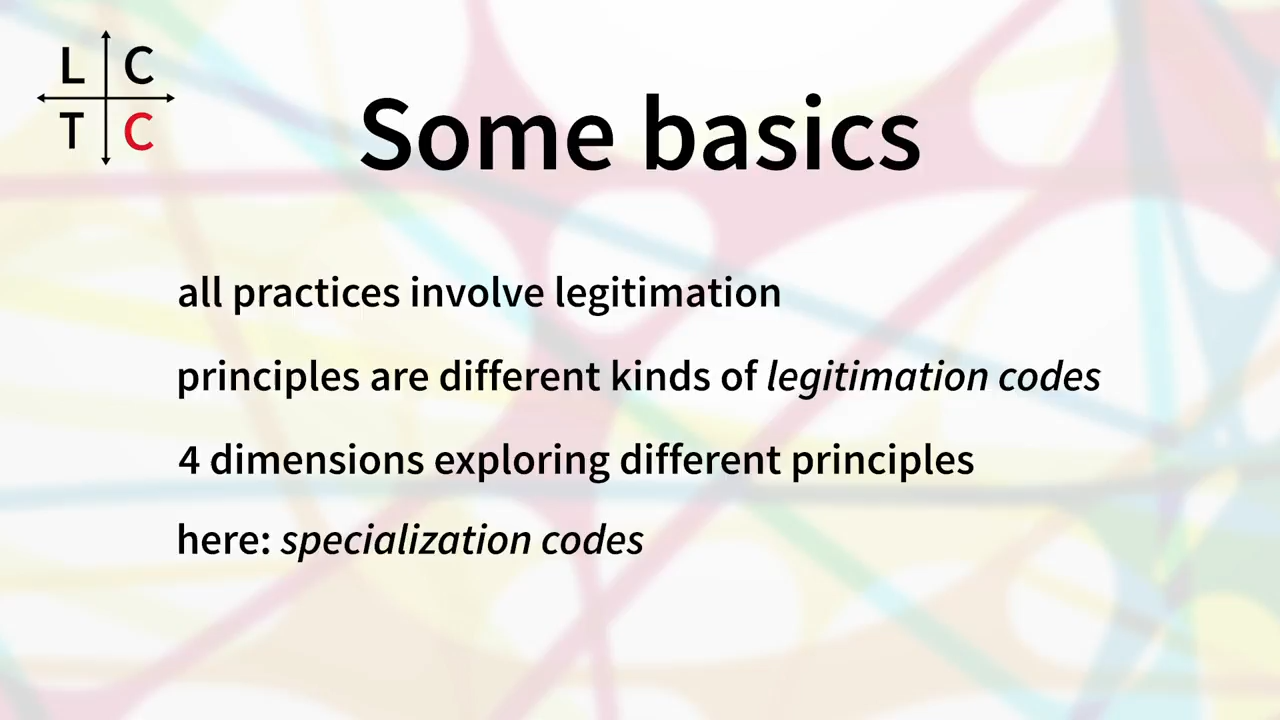 L C
T C
Some basics
all practices involve legitimation
principles are different kinds of legitimation codes
4 dimensions exploring different principles
here: specialization codes